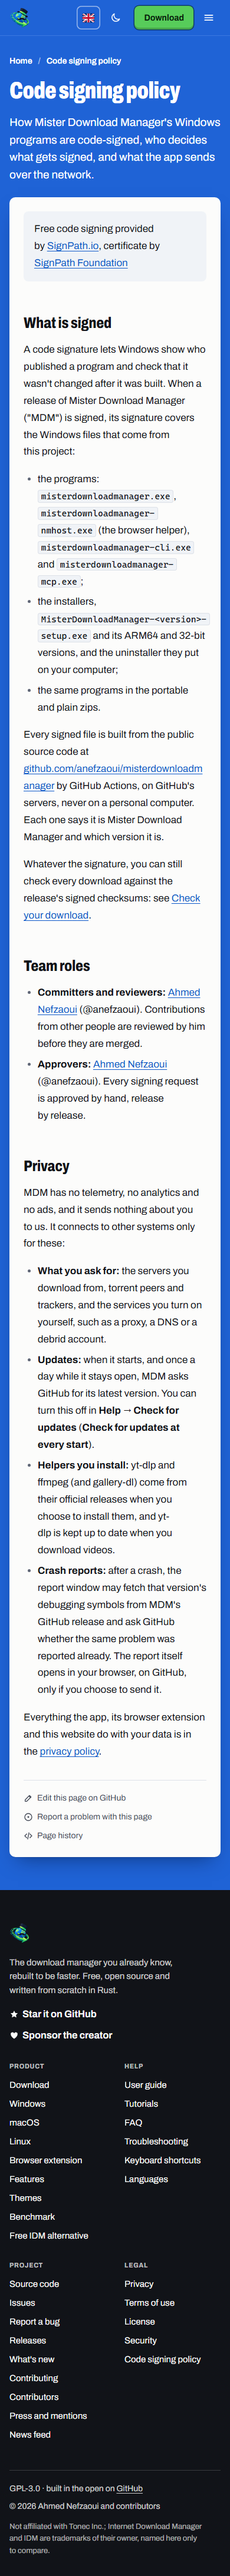 Download
Home / Code signing policy
Code signing policy
How Mister Download Manager's Windows
programs are code-signed, who decides
what gets signed, and what the app sends
over the network.
Free code signing provided
by SignPath.io, certificate by
SignPath Foundation
What is signed
A code signature lets Windows show who
published a program and check that it
wasn't changed after it was built. When a
release of Mister Download Manager
("MDM") is signed, its signature covers
the Windows files that come from
this project:
• the programs:
misterdownloadmanager.exe,
misterdownloadmanager-
nmhost.exe (the browser helper),
misterdownloadmanager-cli.exe
and misterdownloadmanager-
mcp.exe;
• the installers,
MisterDownloadManager-<version>-
setup.exe and its ARM64 and 32-bit
versions, and the uninstaller they put
on your computer;
• the same programs in the portable
and plain zips.
Every signed file is built from the public
source code at
github.com/anefzaoui/misterdownloadm
anager by GitHub Actions, on GitHub's
servers, never on a personal computer.
Each one says it is Mister Download
Manager and which version it is.
Whatever the signature, you can still
check every download against the
release's signed checksums: see Check
your download.
Team roles
• Committers and reviewers: Ahmed
Nefzaoui (@anefzaoui). Contributions
from other people are reviewed by him
before they are merged.
• Approvers: Ahmed Nefzaoui
(@anefzaoui). Every signing request
is approved by hand, release
by release.
Privacy
MDM has no telemetry, no analytics and
no ads, and it sends nothing about you
to us. It connects to other systems only
for these:
• What you ask for: the servers you
download from, torrent peers and
trackers, and the services you turn on
yourself, such as a proxy, a DNS or a
debrid account.
• Updates: when it starts, and once a
day while it stays open, MDM asks
GitHub for its latest version. You can
turn this off in Help → Check for
updates (Check for updates at
every start).
• Helpers you install: yt-dlp and
ffmpeg (and gallery-dl) come from
their official releases when you
choose to install them, and yt-
dlp is kept up to date when you
download videos.
• Crash reports: after a crash, the
report window may fetch that version's
debugging symbols from MDM's
GitHub release and ask GitHub
whether the same problem was
reported already. The report itself
opens in your browser, on GitHub,
only if you choose to send it.
Everything the app, its browser extension
and this website do with your data is in
the privacy policy.
Edit this page on GitHub
Report a problem with this page
Page history
The download manager you already know,
rebuilt to be faster. Free, open source and
written from scratch in Rust.
Star it on GitHub
Sponsor the creator
PRODUCT
Download
Windows
macOS
Linux
Browser extension
Features
Themes
Benchmark
Free IDM alternative
HELP
User guide
Tutorials
FAQ
Troubleshooting
Keyboard shortcuts
Languages
PROJECT
Source code
Issues
Report a bug
Releases
What's new
Contributing
Contributors
Press and mentions
News feed
LEGAL
Privacy
Terms of use
License
Security
Code signing policy
GPL-3.0 · built in the open on GitHub
© 2026 Ahmed Nefzaoui and contributors
Not affiliated with Tonec Inc.; Internet Download Manager
and IDM are trademarks of their owner, named here only
to compare.